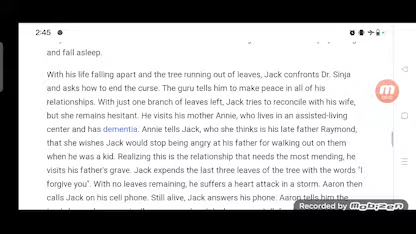 2:45
and fall asleep.
With his life falling apart and the tree running out of leaves, Jack confronts Dr. Sinja
and asks how to end the curse. The guru tells him to make peace in all of his
relationships. With just one branch of leaves left, Jack tries to reconcile with his wife,
but she remains hesitant. He visits his mother Annie, who lives in an assisted-living
center and has dementia. Annie tells Jack, who she thinks is his late father Raymond,
that she wishes Jack would stop being angry at his father for walking out on them
when he was a kid. Realizing this is the relationship that needs the most mending, he
visits his father's grave. Jack expends the last three leaves of the tree with the words "I
forgive you". With no leaves remaining, he suffers a heart attack in a storm. Aaron then
calls Jack on his cell phone. Still alive, Jack answers his phone: Aaron tells him the
Recorded by Mobizen